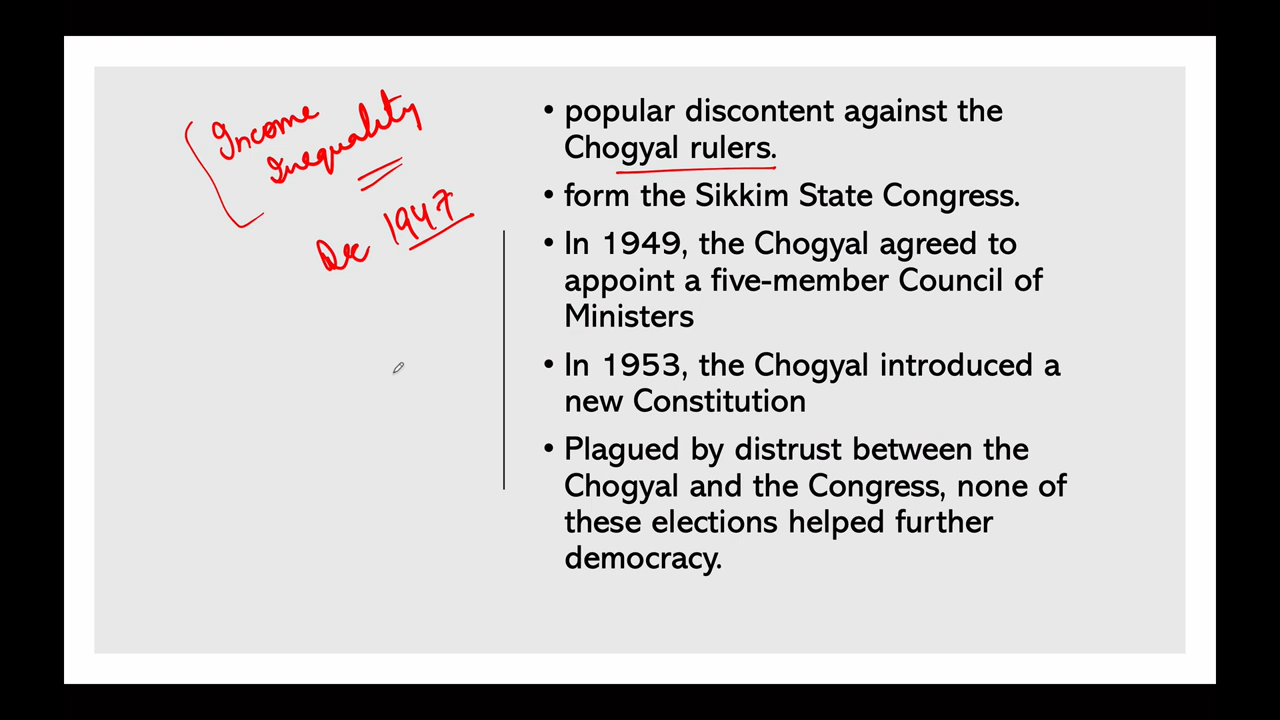 Income
Inequality
Dec 1947
• popular discontent against the
Chogyal rulers.
• form the Sikkim State Congress.
• In 1949, the Chogyal agreed to
appoint a five-member Council of
Ministers
• In 1953, the Chogyal introduced a
new Constitution
• Plagued by distrust between the
Chogyal and the Congress, none of
these elections helped further
democracy.